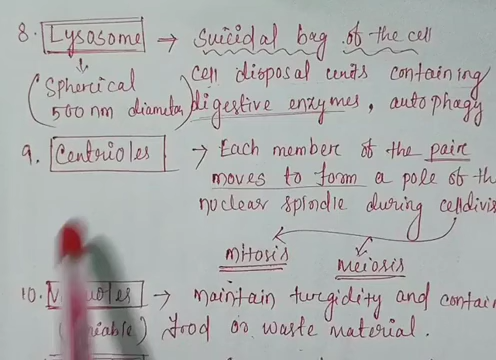 8. Lysosome → Suicidal bag of the cell
(Spherical cell disposal units containing
500 nm diameter) digestive enzymes, autophagy
9. Centrioles → Each member of the pair
moves to form a pole of the
nuclear spindle during
mitosis meiosis
10. → maintain turgidity and
food or waste material.